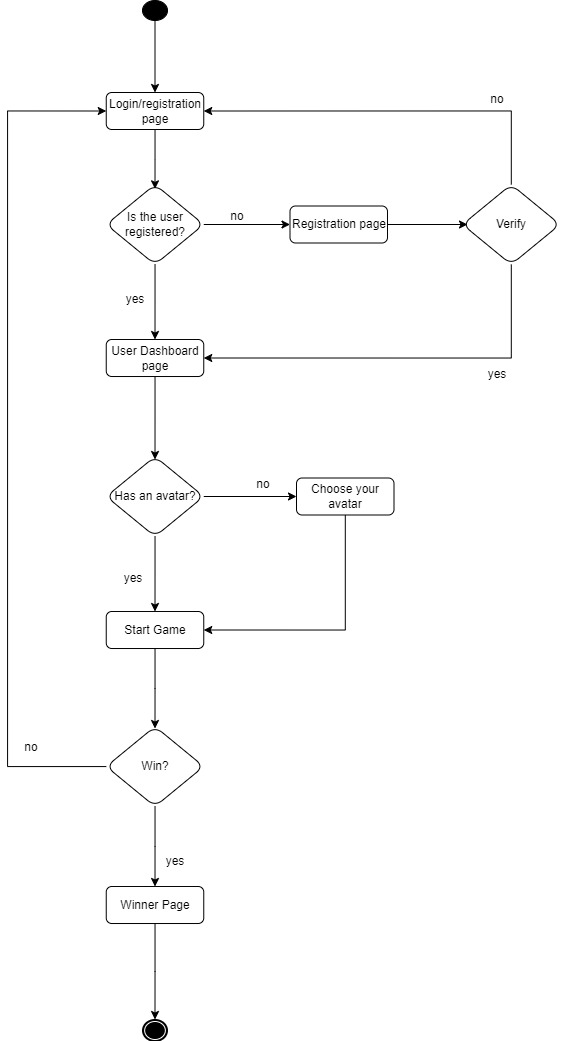 no
Login/registration
page
Is the user
registered?
no
Registration page
Verify
yes
User Dashboard
page
yes
Has an avatar?
no
Choose your
avatar
yes
Start Game
no
Win?
yes
Winner Page